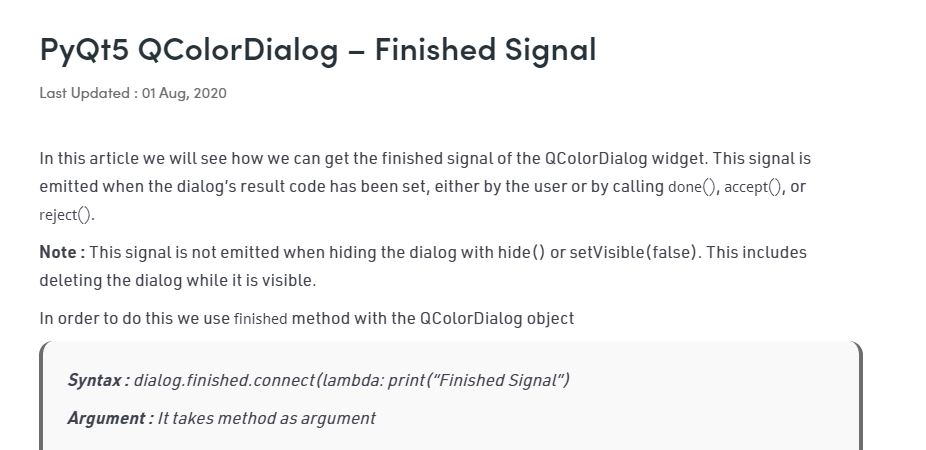 PyQt5 QColorDialog – Finished Signal
Last Updated : 01 Aug, 2020
In this article we will see how we can get the finished signal of the QColorDialog widget. This signal is
emitted when the dialog’s result code has been set, either by the user or by calling done(), accept(), or
reject().
Note : This signal is not emitted when hiding the dialog with hide() or setVisible(false). This includes
deleting the dialog while it is visible.
In order to do this we use finished method with the QColorDialog object
Syntax : dialog.finished.connect(lambda: print(“Finished Signal”)
Argument : It takes method as argument